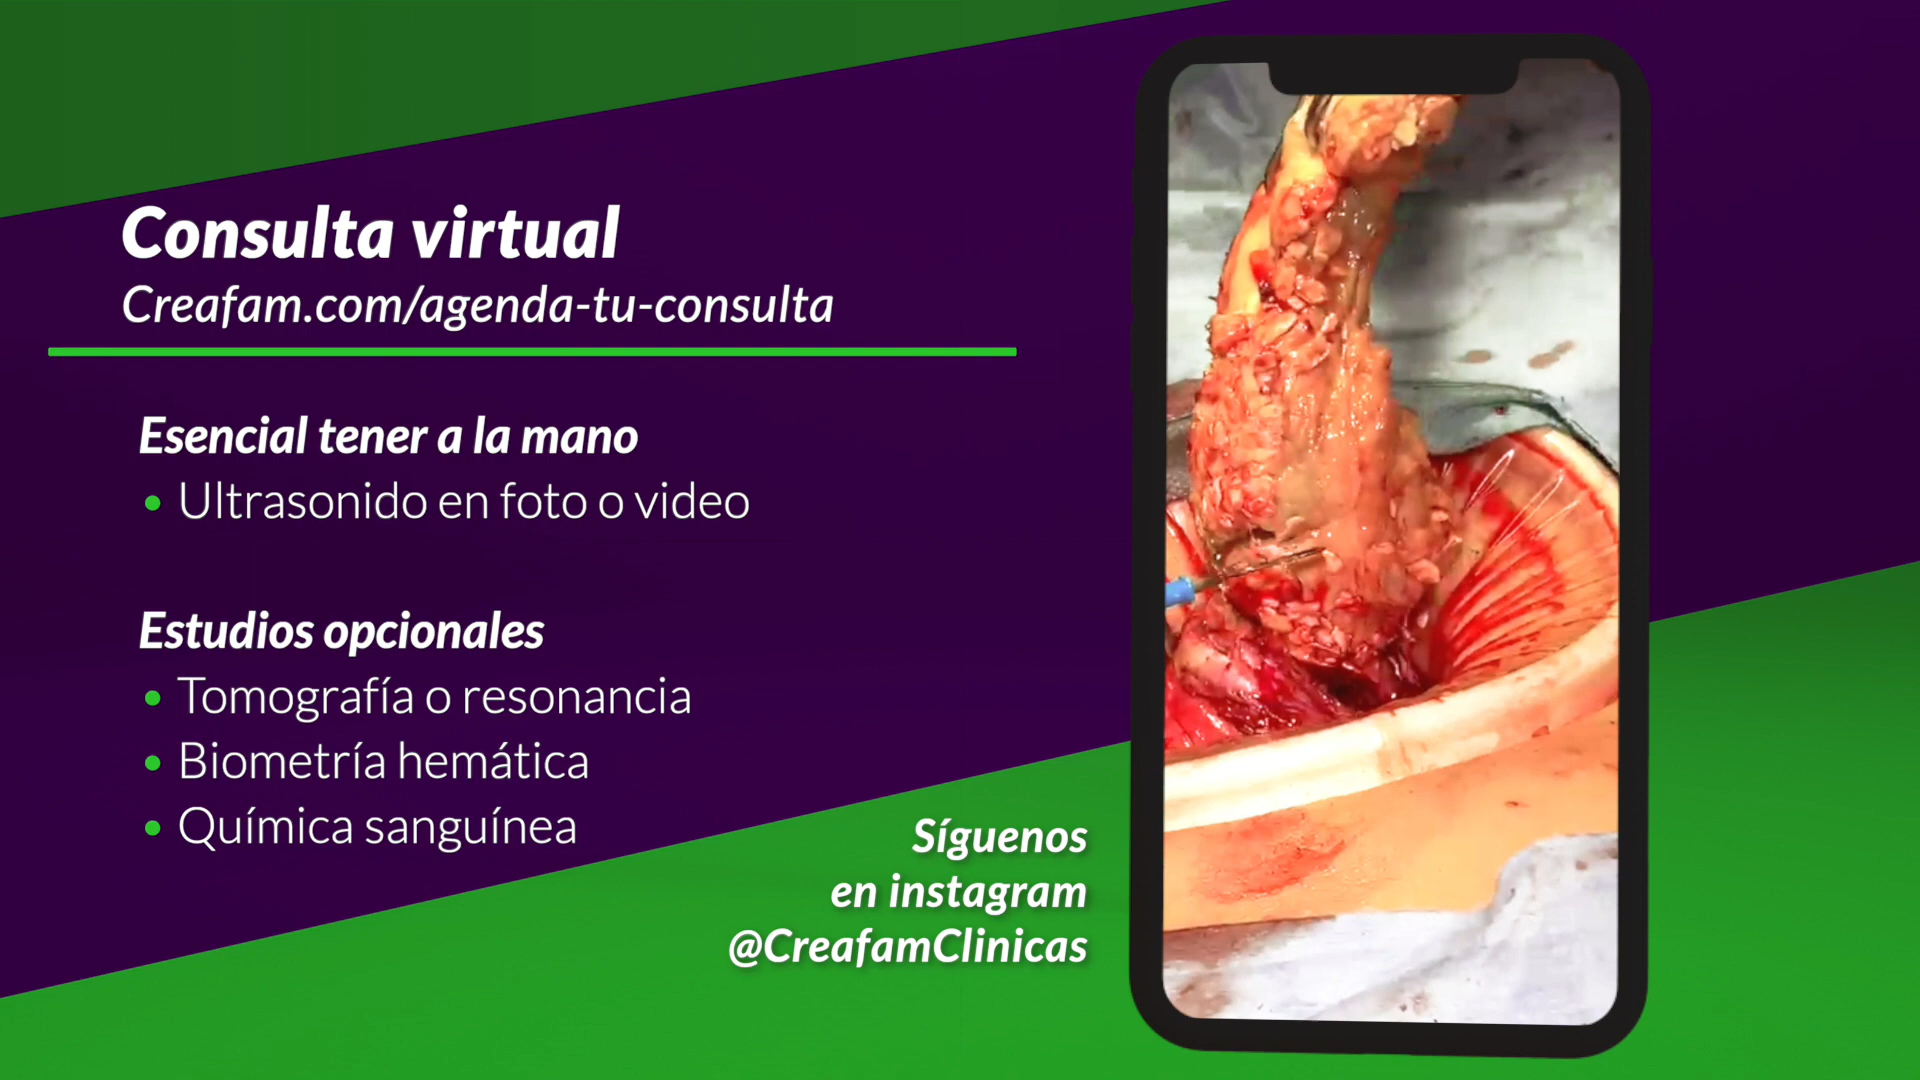 Consulta virtual
Creafam.com/agenda-tu-consulta
Esencial tener a la mano
• Ultrasonido en foto o video
Estudios opcionales
• Tomografía o resonancia
• Biometría hemática
• Química sanguínea
Síguenos
en instagram
@CreafamClinicas